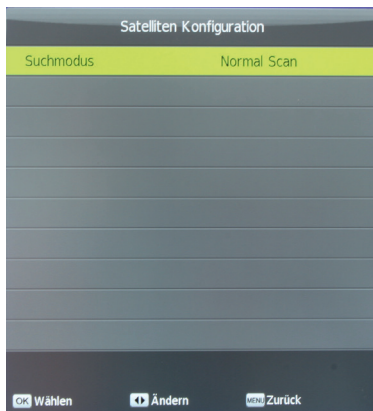 Satelliten Konfiguration
Suchmodus Normal Scan
OK Wählen Ändern MENU Zurück